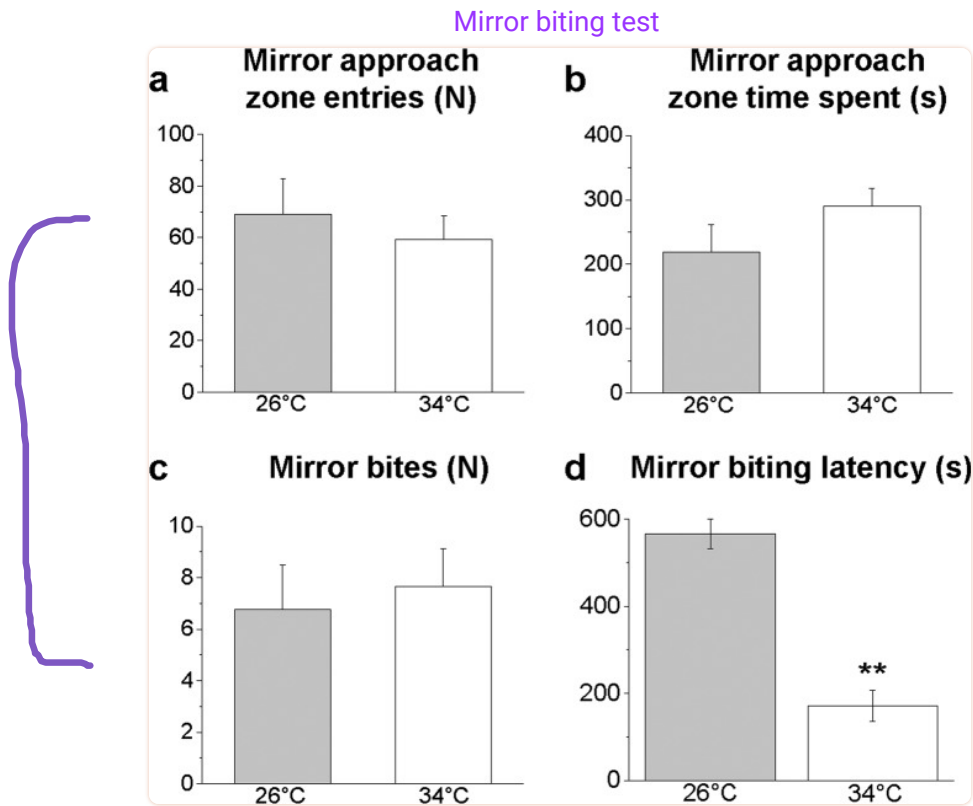 Mirror biting test
a
Mirror approach
zone entries (N)
100
80
60
40
20
0
26°C
34°C
b
Mirror approach
zone time spent (s)
400
300
200
100
0
26°C
34°C
c
Mirror bites (N)
10
8
6
4
2
0
26°C
34°C
d
Mirror biting latency (s)
600
400
200
0
**
26°C
34°C